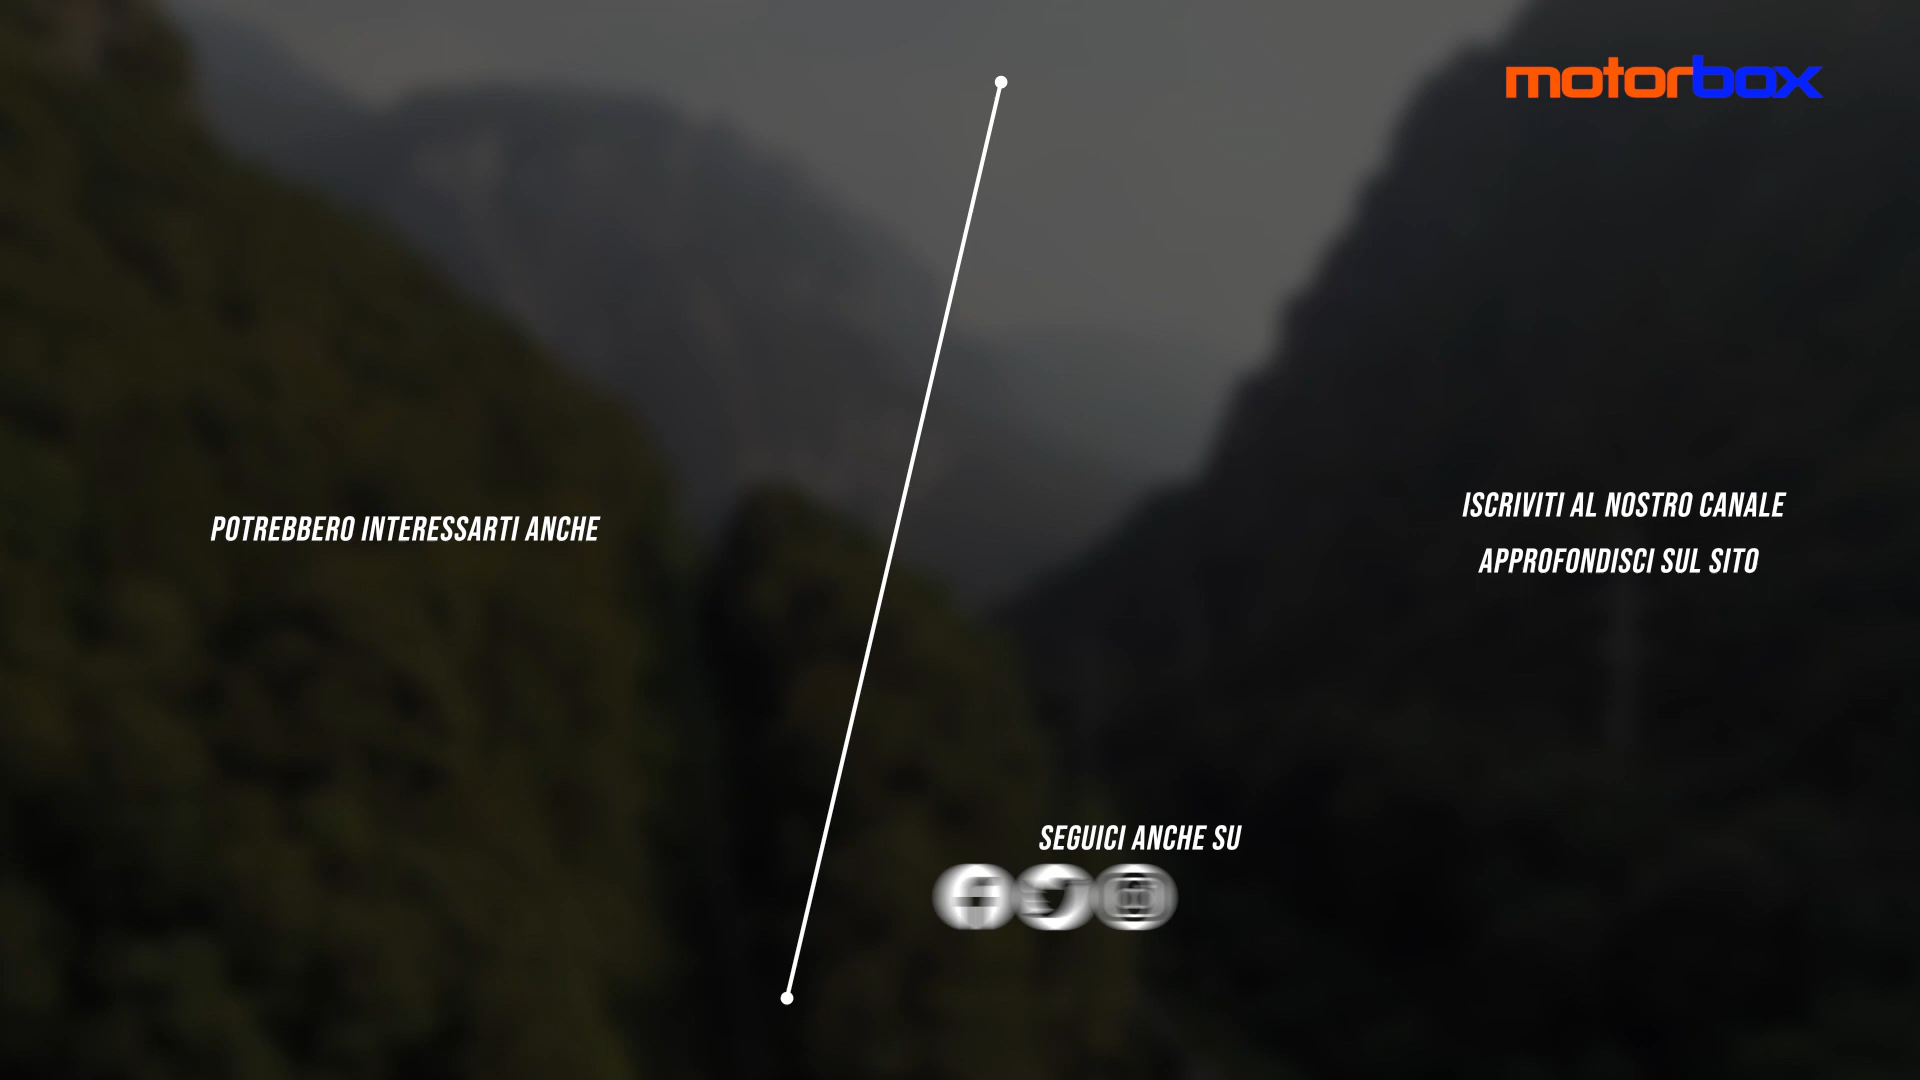 motorbox
POTREBBERO INTERESSARTI ANCHE
ISCRIVITI AL NOSTRO CANALE
APPROFONDISCI SUL SITO
SEGUICI ANCHE SU